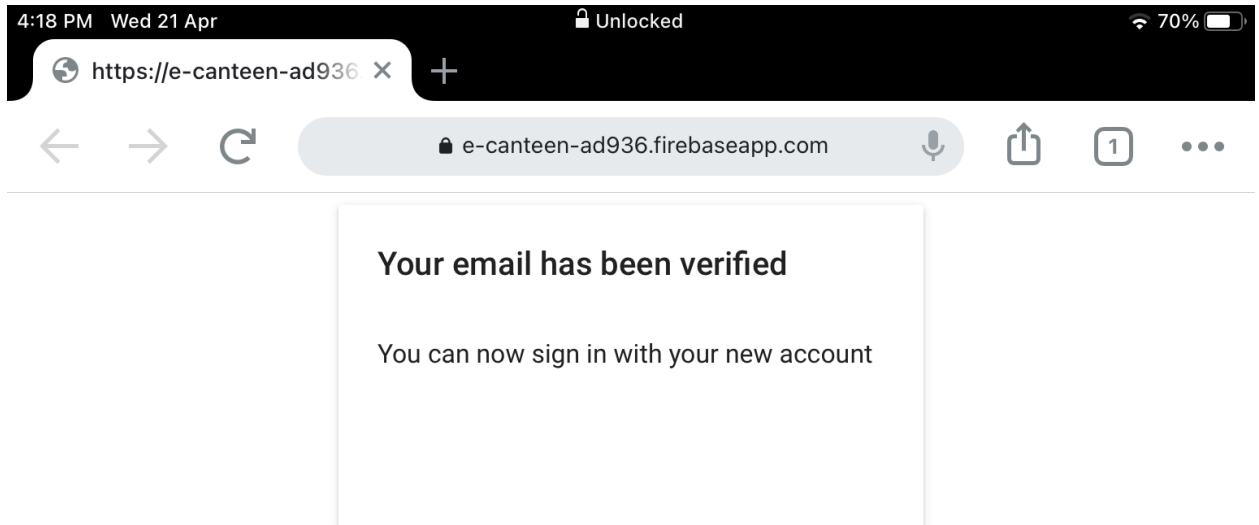 4:18 PM Wed 21 Apr
Unlocked
70%
https://e-canteen-ad936
e-canteen-ad936.firebaseapp.com
1
Your email has been verified
You can now sign in with your new account